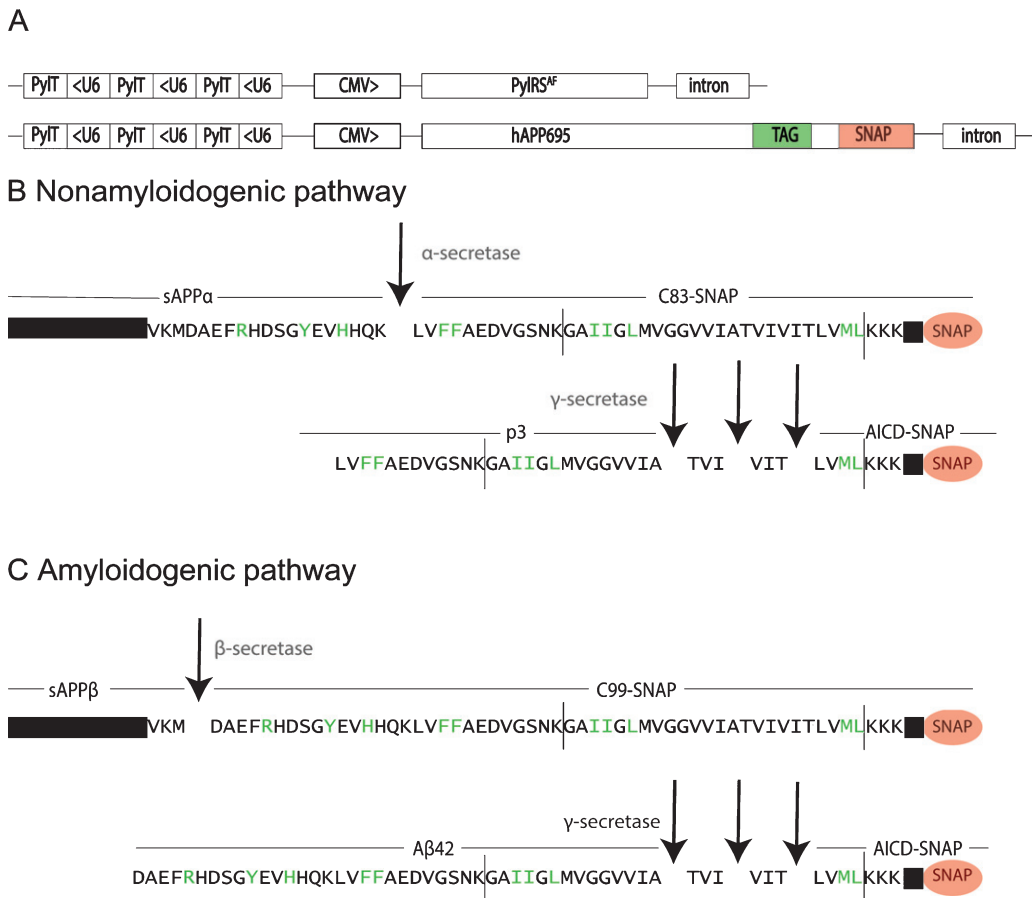 A
PylT <U6 PylT <U6 PylT <U6 CMV> PylRS^AF intron
PylT <U6 PylT <U6 PylT <U6 CMV> hAPP695 TAG SNAP intron
B Nonamyloidogenic pathway
α-secretase
sAPPα C83-SNAP
VKMDAEFRHDSGYEVHHQK LVFFAEDVGSNKGAIIGLMVGGVVIATVIVITLVMLKKK SNAP
γ-secretase
p3 AICD-SNAP
LVFFAEDVGSNKGAIIGLMVGGVVIA TVI VIT LVMLKKK SNAP
C Amyloidogenic pathway
β-secretase
sAPPβ C99-SNAP
VKM DAEFRHDSGYEVHHQKLVFFAEDVGSNKGAIIGLMVGGVVIATVIVITLVMLKKK SNAP
γ-secretase
Aβ42 AICD-SNAP
DAEFRHDSGYEVHHQKLVFFAEDVGSNKGAIIGLMVGGVVIA TVI VIT LVMLKKK SNAP